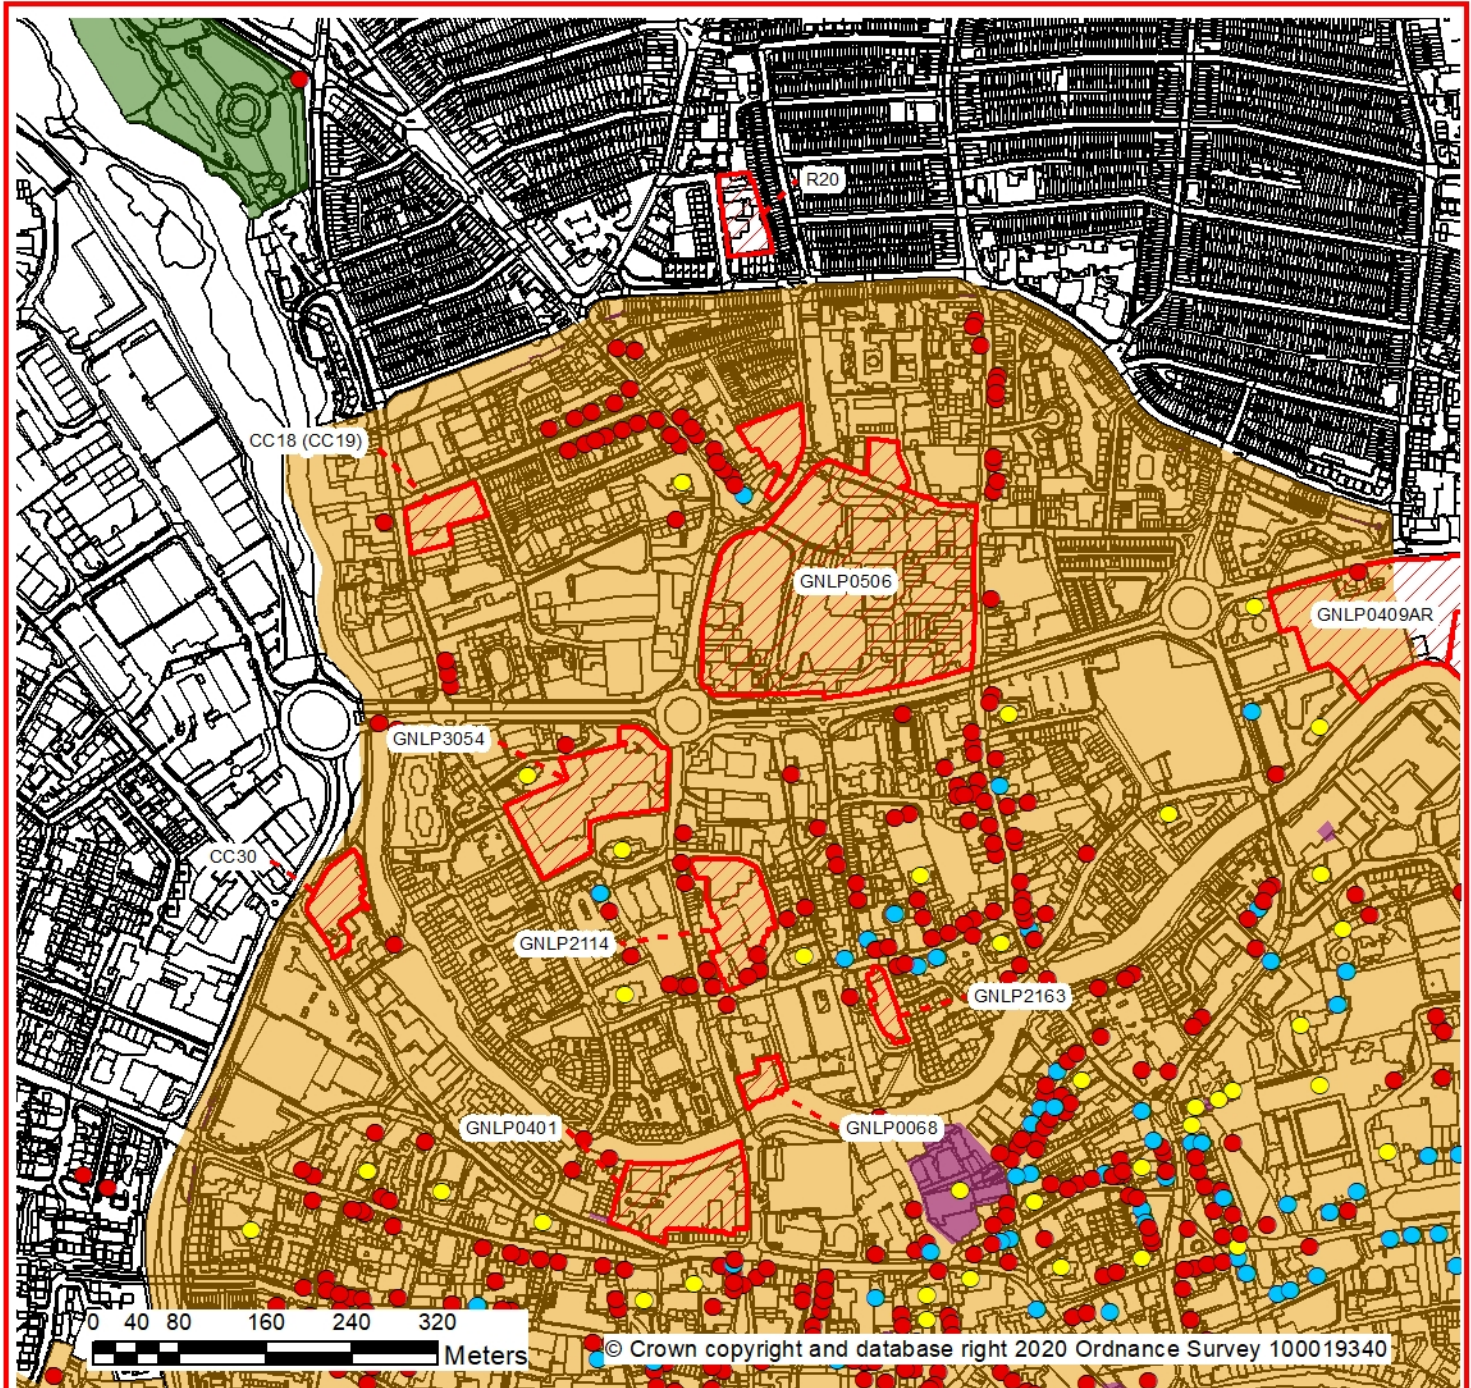 R20
CC18 (CC19)
GNLP0506
GNLP0409AR
GNLP3054
CC30
GNLP2114
GNLP2163
GNLP0401
GNLP0068
0 40 80 160 240 320
Meters
© Crown copyright and database right 2020 Ordnance Survey 100019340